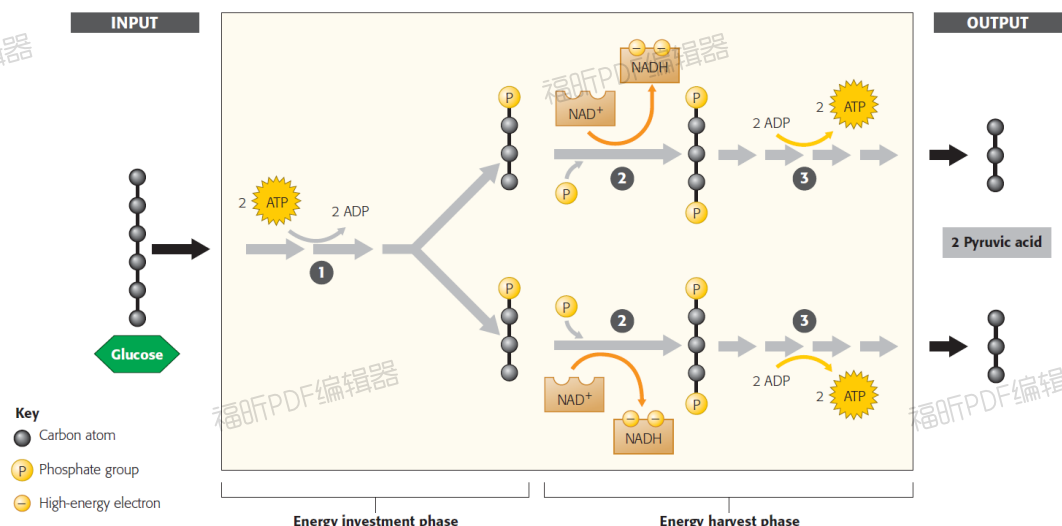 INPUT
OUTPUT
福昕PDF编辑器
NADH
NAD+
P
P
2 ATP
2 ADP
P
2
3
P
2 ATP
2 ADP
1
2 Pyruvic acid
P
P
P
2
3
Glucose
2 ADP
NAD+
2 ATP
福昕PDF编辑器
福昕PDF编
P
NADH
Key
Carbon atom
P Phosphate group
High-energy electron
Energy investment phase
Energy harvest phase